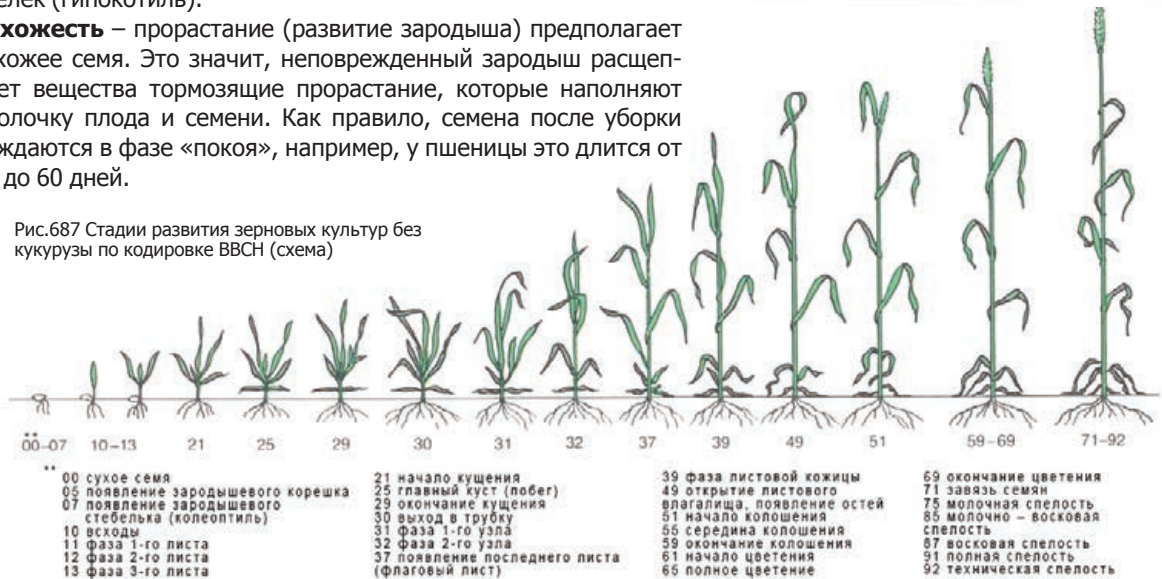 елек (гипокотиль).
хожесть – прорастание (развитие зародыша) предполагает
хожее семя. Это значит, неповрежденный зародыш расщеп-
ет вещества тормозящие прорастание, которые наполняют
олочку плода и семени. Как правило, семена после уборки
ждаются в фазе «покоя», например, у пшеницы это длится от
до 60 дней.
Рис.687 Стадии развития зерновых культур без
кукурузы по кодировке BBCH (схема)
00–07 10–13 21 25 29 30 31 32 37 39 49 51 59–69 71–92
00 сухое семя
05 появление зародышевого корешка
07 появление зародышевого
стебелька (колеоптиль)
10 всходы
11 фаза 1-го листа
12 фаза 2-го листа
13 фаза 3-го листа
21 начало кущения
25 главный куст (побег)
29 окончание кущения
30 выход в трубку
31 фаза 1-го узла
32 фаза 2-го узла
37 появление последнего листа
(флаговый лист)
39 фаза листовой кожицы
49 открытие листового
влагалища, появление остей
51 начало колошения
55 середина колошения
59 окончание колошения
61 начало цветения
65 полное цветение
69 окончание цветения
71 завязь семян
75 молочная спелость
85 молочно – восковая
спелость
87 восковая спелость
91 полная спелость
92 техническая спелость